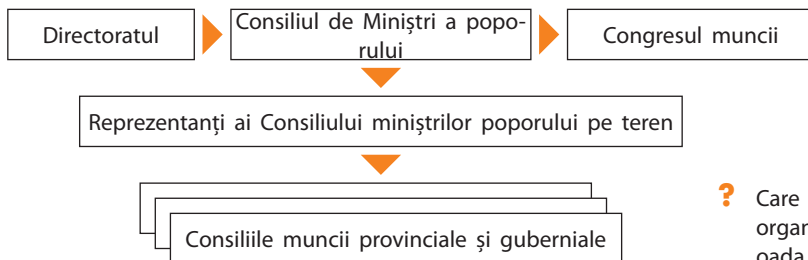 Directoratul
Consiliul de Miniștri a popo-
rului
Congresul muncii
Reprezentanți ai Consiliului miniștrilor poporului pe teren
Consiliile muncii provinciale și guberniale
? Care
organ
oada